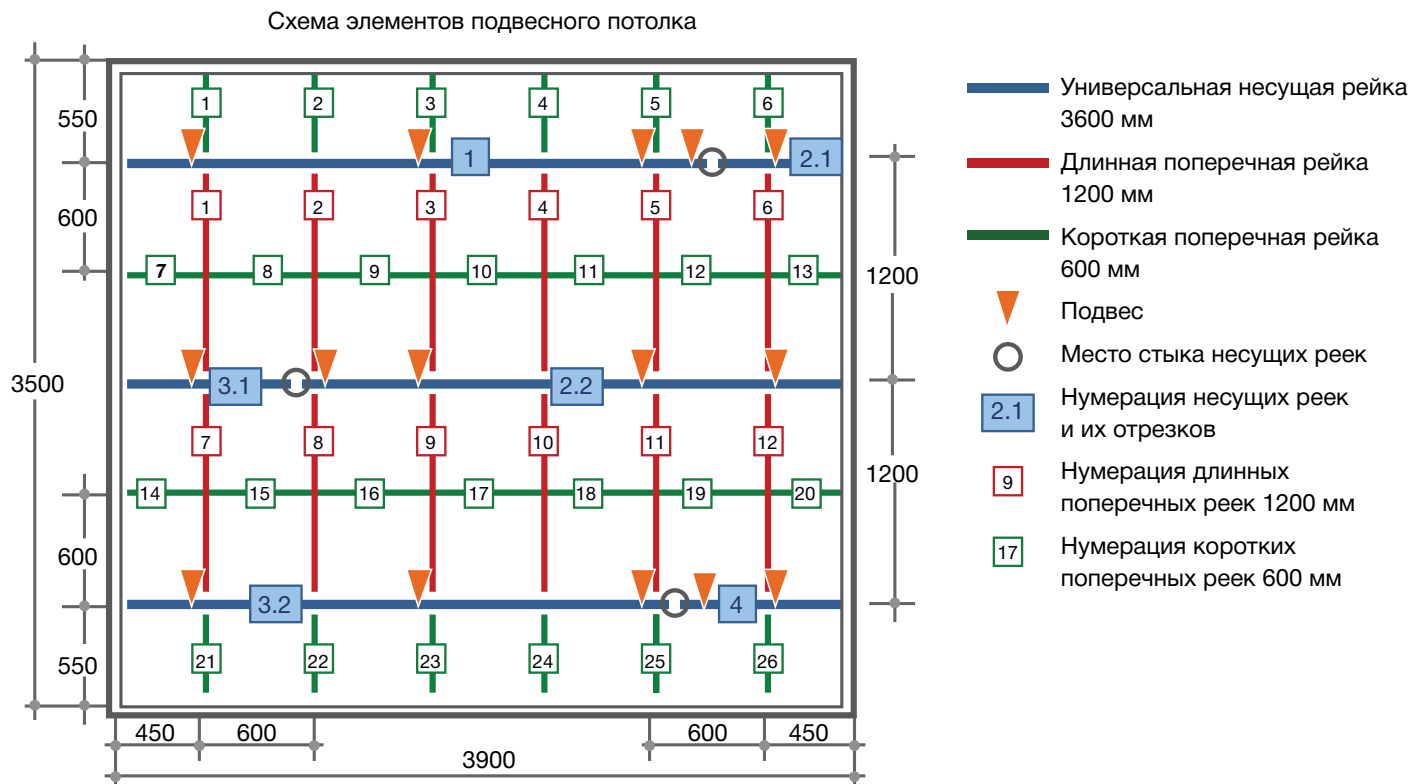 Схема элементов подвесного потолка
550
600
3500
600
550
1 2 3 4 5 6
1 2.1
1 2 3 4 5 6
7 8 9 10 11 12 13
3.1 2.2
7 8 9 10 11 12
14 15 16 17 18 19 20
3.2 4
21 22 23 24 25 26
1200
1200
450 600 600 450
3900
Универсальная несущая рейка
3600 мм
Длинная поперечная рейка
1200 мм
Короткая поперечная рейка
600 мм
Подвес
Место стыка несущих реек
2.1 Нумерация несущих реек
и их отрезков
9 Нумерация длинных
поперечных реек 1200 мм
17 Нумерация коротких
поперечных реек 600 мм